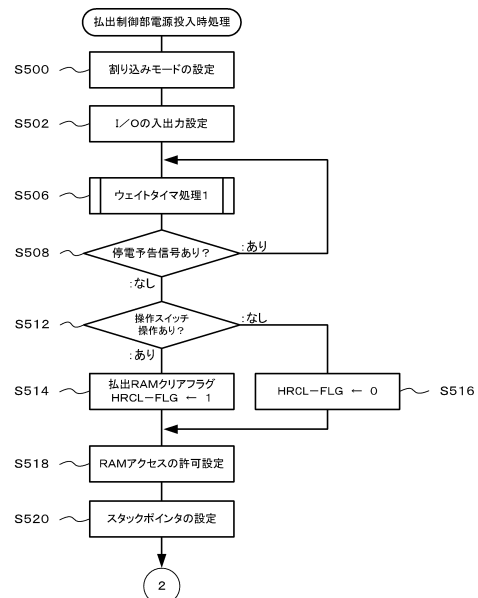 払出制御部電源投入時処理
S500
割り込みモードの設定
S502
I/Oの入出力設定
S506
ウェイトタイマ処理1
S508
停電予告信号あり?
:あり
:なし
S512
操作スイッチ
操作あり?
:なし
:あり
S514
払出RAMクリアフラグ
HRCL-FLG ← 1
HRCL-FLG ← 0
S516
S518
RAMアクセスの許可設定
S520
スタックポインタの設定
2